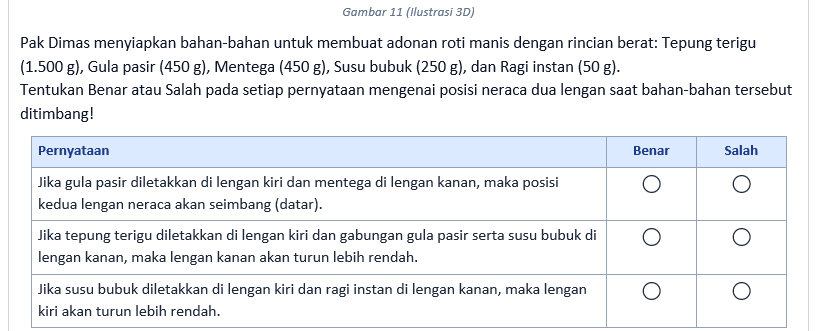 Gambar 11 (Ilustrasi 3D)
Pak Dimas menyiapkan bahan-bahan untuk membuat adonan roti manis dengan rincian berat: Tepung terigu
(1.500 g), Gula pasir (450 g), Mentega (450 g), Susu bubuk (250 g), dan Ragi instan (50 g).
Tentukan Benar atau Salah pada setiap pernyataan mengenai posisi neraca dua lengan saat bahan-bahan tersebut
ditimbang!
Pernyataan Benar Salah
Jika gula pasir diletakkan di lengan kiri dan mentega di lengan kanan, maka posisi
kedua lengan neraca akan seimbang (datar).
Jika tepung terigu diletakkan di lengan kiri dan gabungan gula pasir serta susu bubuk di
lengan kanan, maka lengan kanan akan turun lebih rendah.
Jika susu bubuk diletakkan di lengan kiri dan ragi instan di lengan kanan, maka lengan
kiri akan turun lebih rendah.